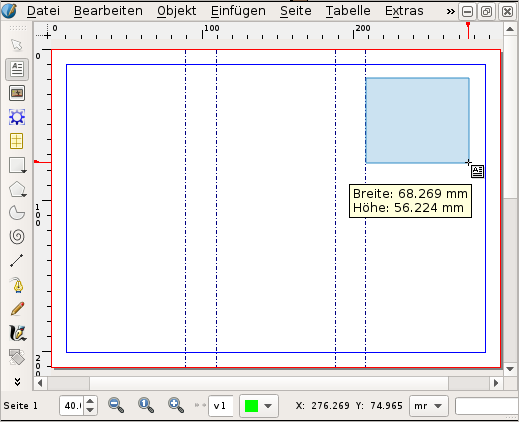 Datei Bearbeiten Objekt Einfügen Seite Tabelle Extras »
0 100 200
0
100
200
Breite: 68.269 mm
Höhe: 56.224 mm
Seite 1 40.( 1 v1 X: 276.269 Y: 74.965 mr